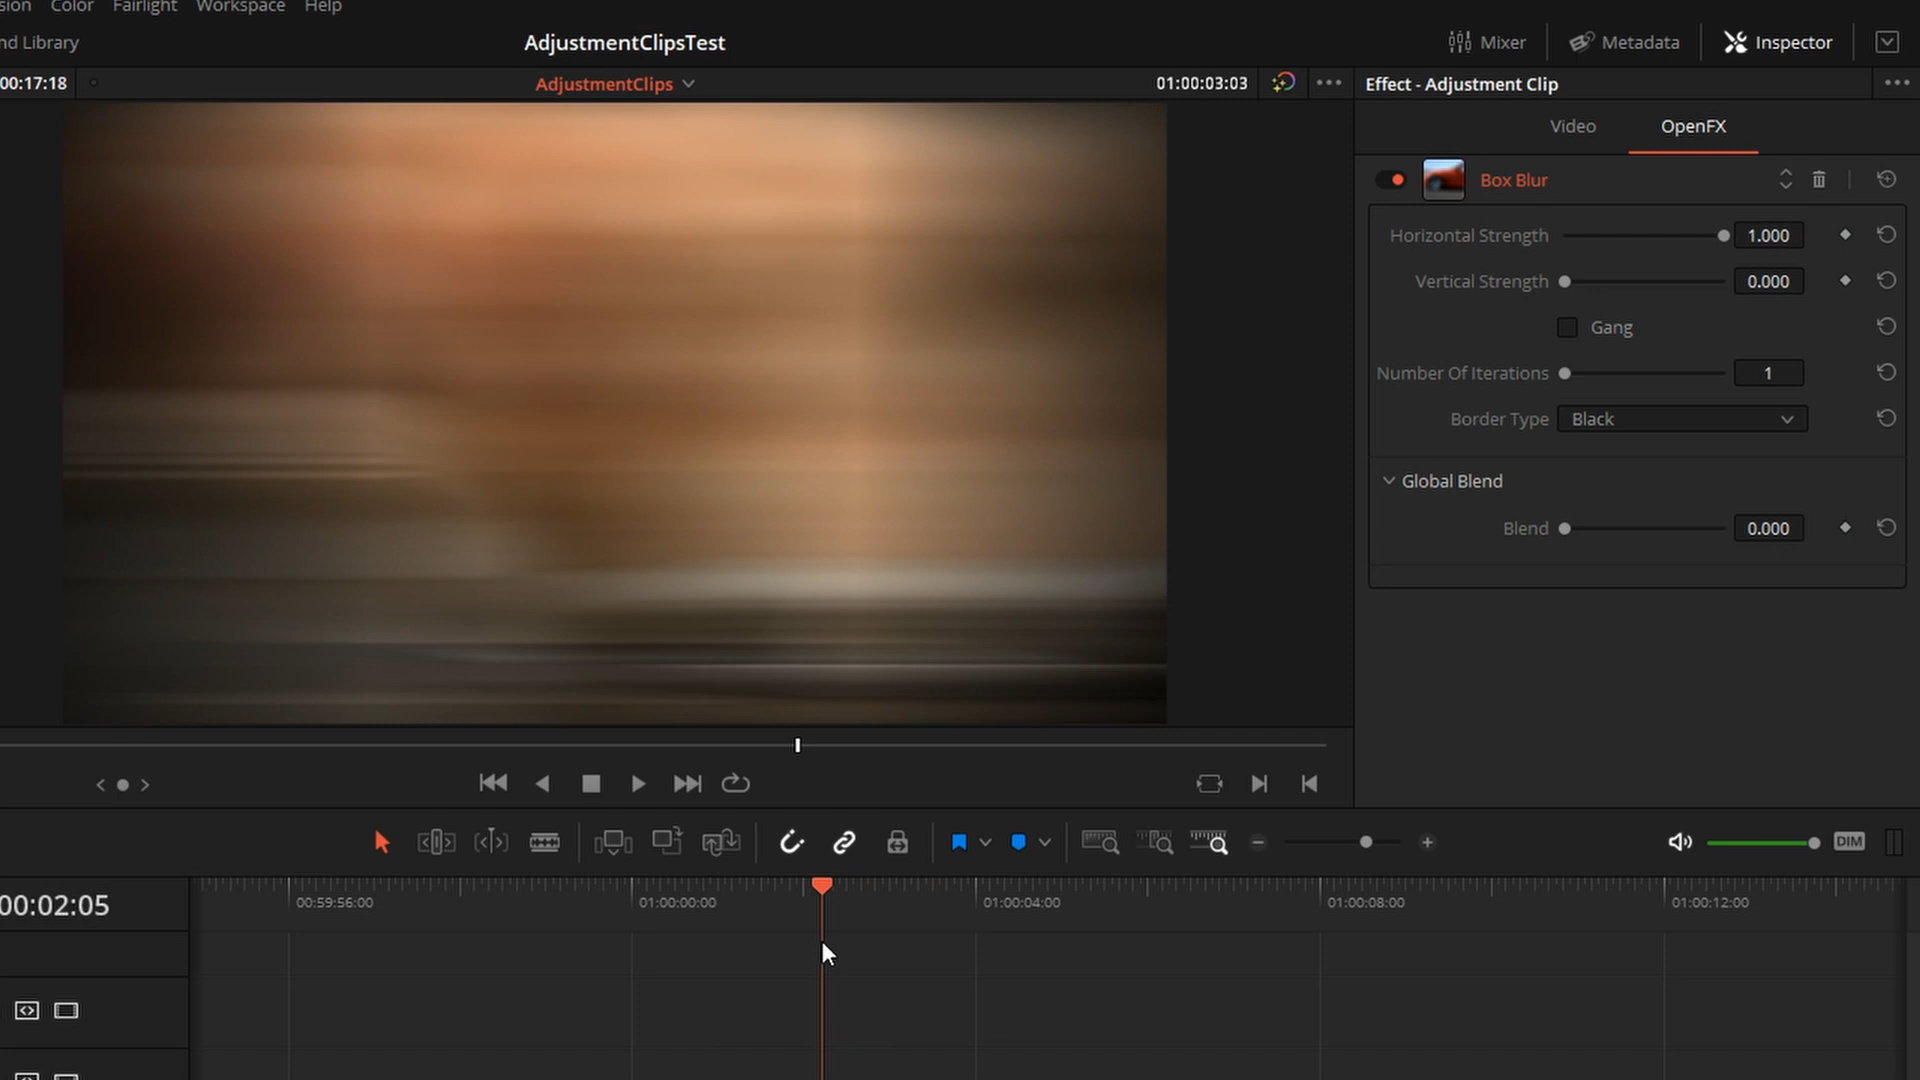 sion Color Fairlight Workspace Help
nd Library
AdjustmentClipsTest
Mixer
Metadata
Inspector
00:17:18
AdjustmentClips
01:00:03:03
Effect - Adjustment Clip
Video
OpenFX
Box Blur
Horizontal Strength 1.000
Vertical Strength 0.000
Gang
Number Of Iterations 1
Border Type Black
Global Blend
Blend 0.000
DIM
00:02:05
00:59:56:00
01:00:00:00
01:00:04:00
01:00:08:00
01:00:12:00